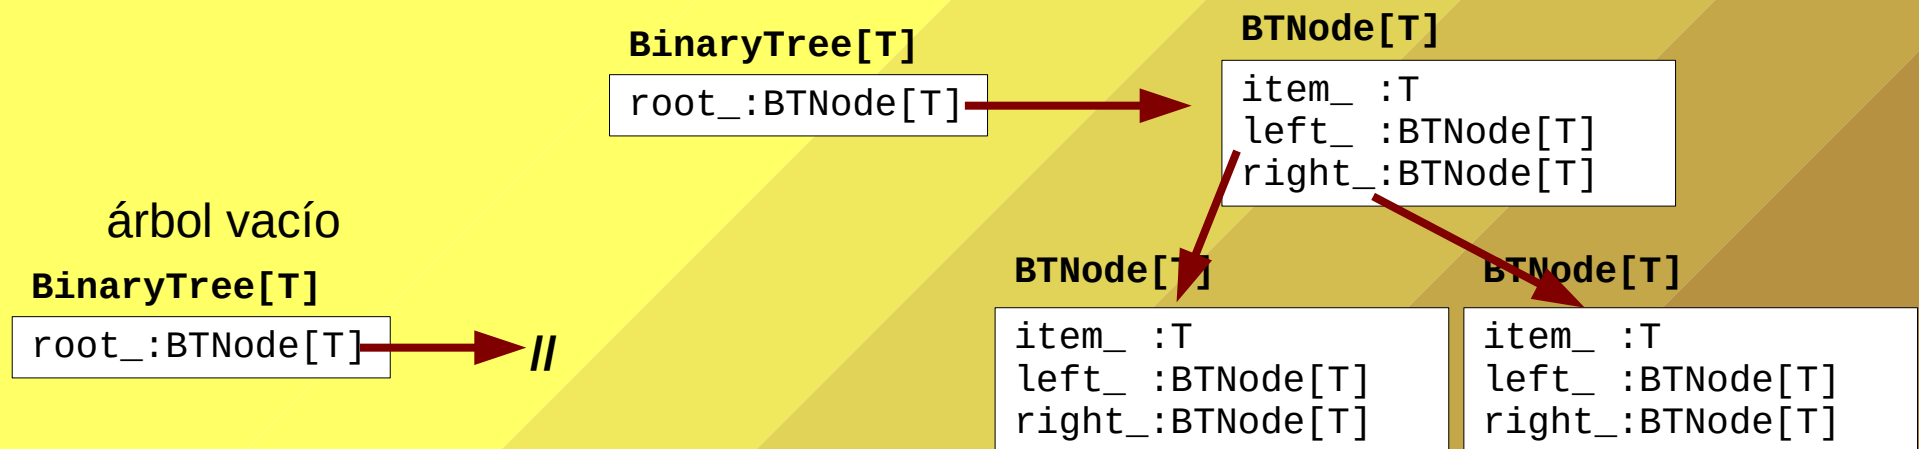 BinaryTree[T]
root_:BTNode[T]
BTNode[T]
item_ :T
left_ :BTNode[T]
right_:BTNode[T]
árbol vacío
BinaryTree[T]
root_:BTNode[T]
//
BTNode[T]
item_ :T
left_ :BTNode[T]
right_:BTNode[T]
BTNode[T]
item_ :T
left_ :BTNode[T]
right_:BTNode[T]